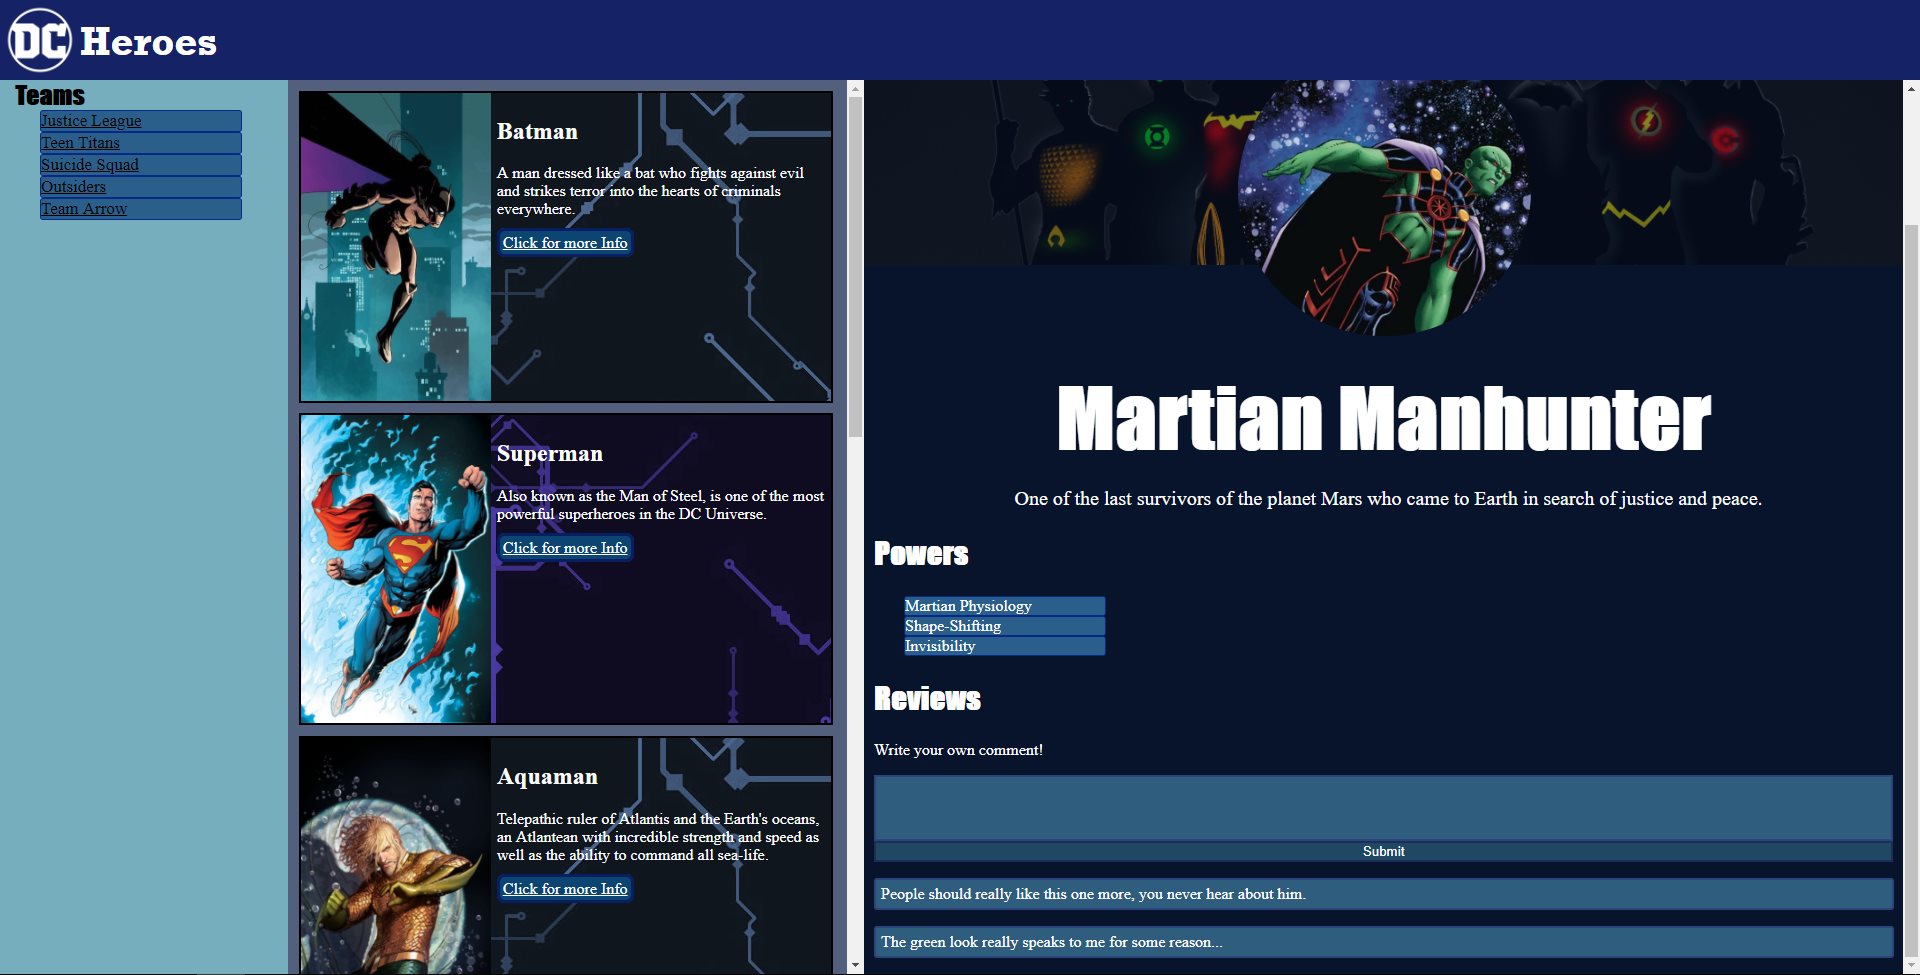 DC Heroes
Teams
Justice League
Teen Titans
Suicide Squad
Outsiders
Team Arrow
Batman
A man dressed like a bat who fights against evil
and strikes terror into the hearts of criminals
everywhere.
Click for more Info
Superman
Also known as the Man of Steel, is one of the most
powerful superheroes in the DC Universe.
Click for more Info
Aquaman
Telepathic ruler of Atlantis and the Earth's oceans,
an Atlantean with incredible strength and speed as
well as the ability to command all sea-life.
Click for more Info
Martian Manhunter
One of the last survivors of the planet Mars who came to Earth in search of justice and peace.
Powers
Martian Physiology
Shape-Shifting
Invisibility
Reviews
Write your own comment!
Submit
People should really like this one more, you never hear about him.
The green look really speaks to me for some reason...